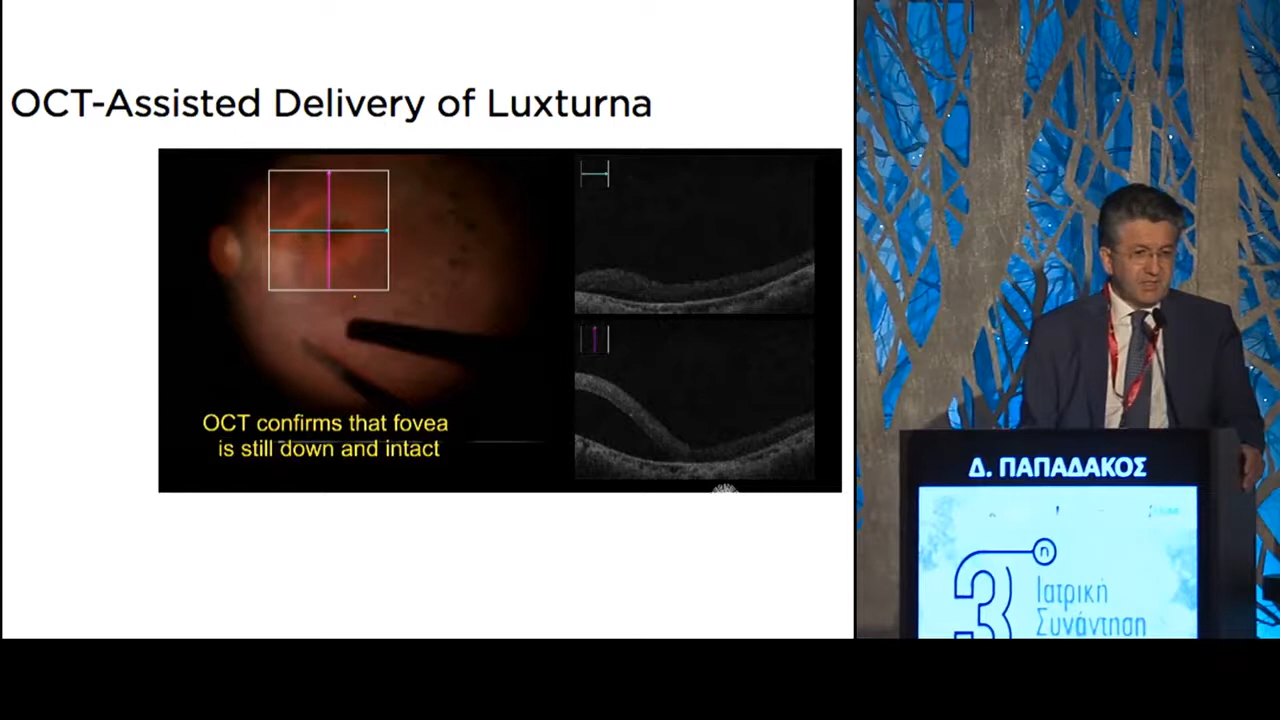 OCT-Assisted Delivery of Luxturna
OCT confirms that fovea
is still down and intact
Δ. ΠΑΠΑΔΑΚΟΣ
3
η
Ιατρική
Συνάντηση